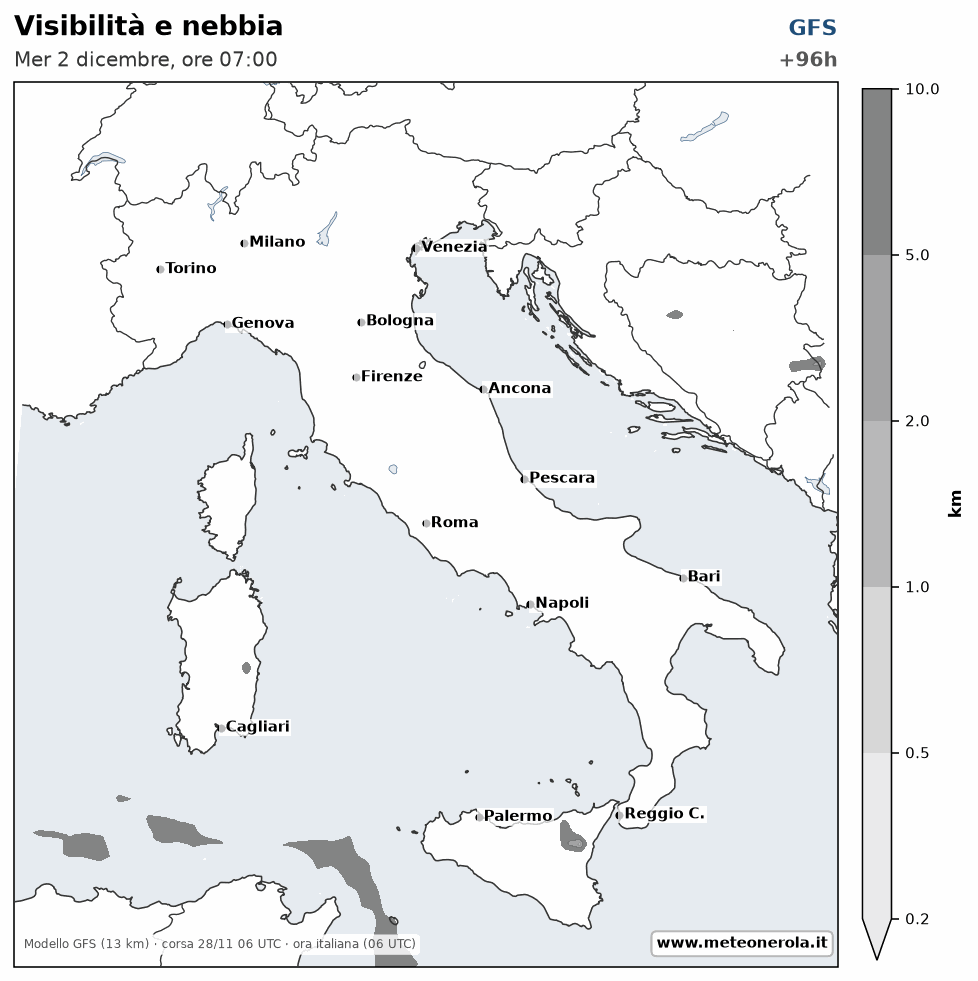 Visibilità e nebbia
GFS
Mer 2 dicembre, ore 07:00
+96h
10.0
Milano
Venezia
5.0
Torino
Genova
Bologna
Firenze
Ancona
2.0
Pescara
km
Roma
Bari
1.0
Napoli
Cagliari
0.5
Palermo
Reggio C.
0.2
Modello GFS (13 km) · corsa 28/11 06 UTC · ora italiana (06 UTC)
www.meteonerola.it